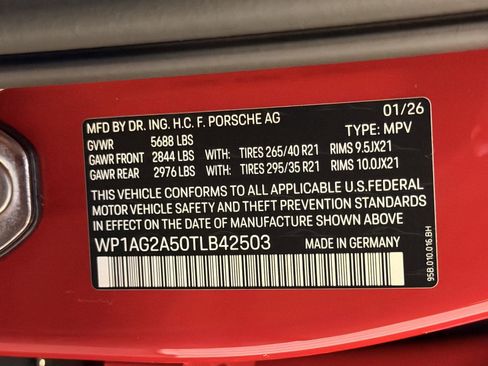 MFD BY DR. ING. H.C. F. PORSCHE AG 01/26
GVWR 5688 LBS TYPE: MPV
GAWR FRONT 2844 LBS WITH: TIRES 265/40 R21 RIMS 9.5JX21
GAWR REAR 2976 LBS WITH: TIRES 295/35 R21 RIMS 10.0JX21
THIS VEHICLE CONFORMS TO ALL APPLICABLE U.S.FEDERAL
MOTOR VEHICLE SAFETY AND THEFT PREVENTION STANDARDS
IN EFFECT ON THE DATE OF MANUFACTURE SHOWN ABOVE
WP1AG2A50TLB42503 MADE IN GERMANY
95B.010.016.BH